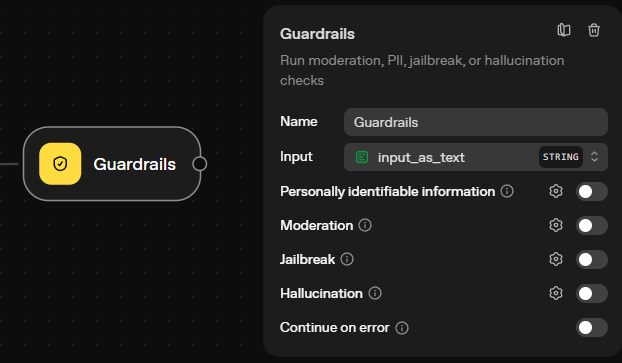 Guardrails
Guardrails
Run moderation, PII, jailbreak, or hallucination
checks
Name Guardrails
Input input_as_text STRING
Personally identifiable information
Moderation
Jailbreak
Hallucination
Continue on error